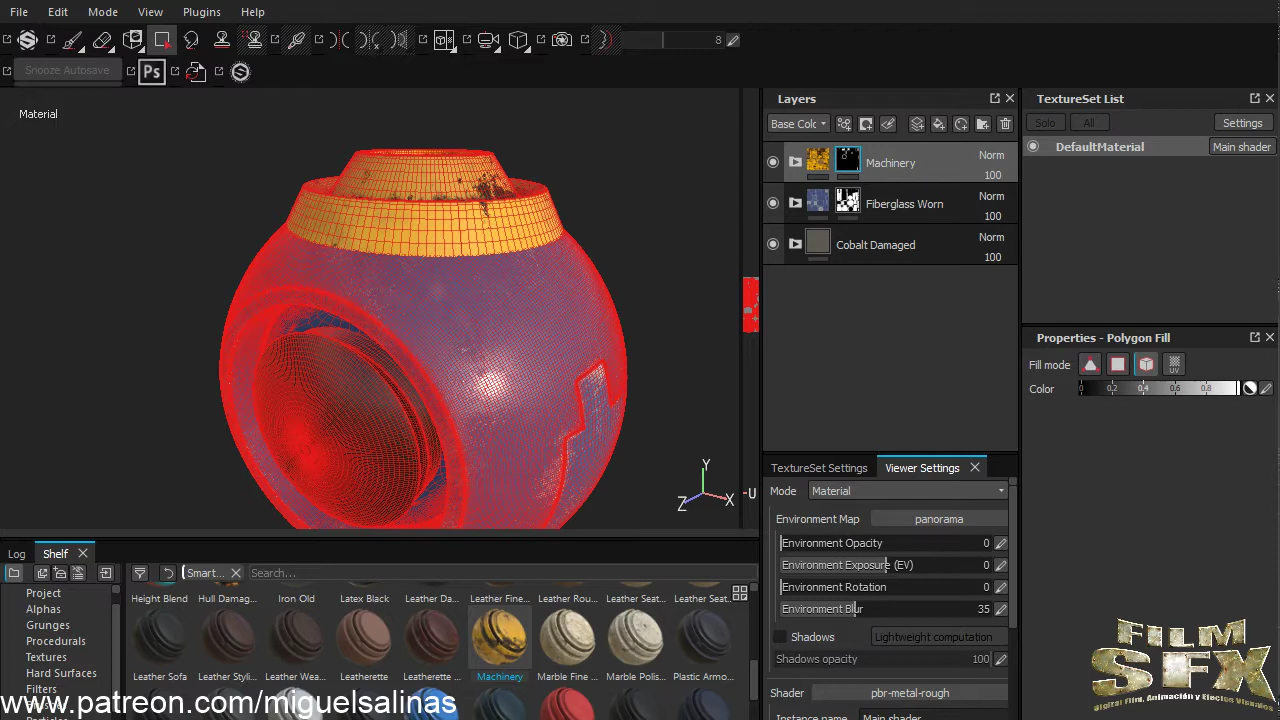 File Edit Mode View Plugins Help
8
Snooze Autosave Ps
Material
Y
X
Z
-U
Layers
Base Colc
Machinery Norm 100
Fiberglass Worn Norm 100
Cobalt Damaged Norm 100
TextureSet List
Solo All Settings
DefaultMaterial Main shader
Properties - Polygon Fill
Fill mode UV
Color 0 0.2 0.4 0.6 0.8
TextureSet Settings Viewer Settings
Mode Material
Environment Map panorama
Environment Opacity 0
Environment Exposure (EV) 0
Environment Rotation 0
Environment Blur 35
Shadows Lightweight computation
Shadows opacity 100
Shader pbr-metal-rough
Instance name Main shader
Log Shelf
Smart... Search...
Project
Alphas
Grunges
Procedurals
Textures
Hard Surfaces
Filters
Height Blend Hull Damag... Iron Old Latex Black Leather Da... Leather Fine... Leather Rou... Leather Seat... Leather Sea...
Leather Sofa Leather Styli... Leather Wea... Leatherette Leatherette ... Machinery Marble Fine ... Marble Polis... Plastic Armo...
www.patreon.com/miguelsalinas
FILM
SFX
digital Film, Animación y Efectos Visuales